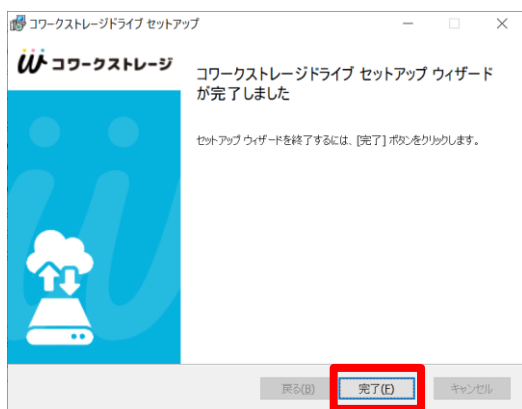 コワークストレージドライブ セットアップ
コワークストレージ
コワークストレージドライブ セットアップ ウィザード
が完了しました
セットアップ ウィザードを終了するには、[完了] ボタンをクリックします。
戻る(B)
完了(F)
キャンセル